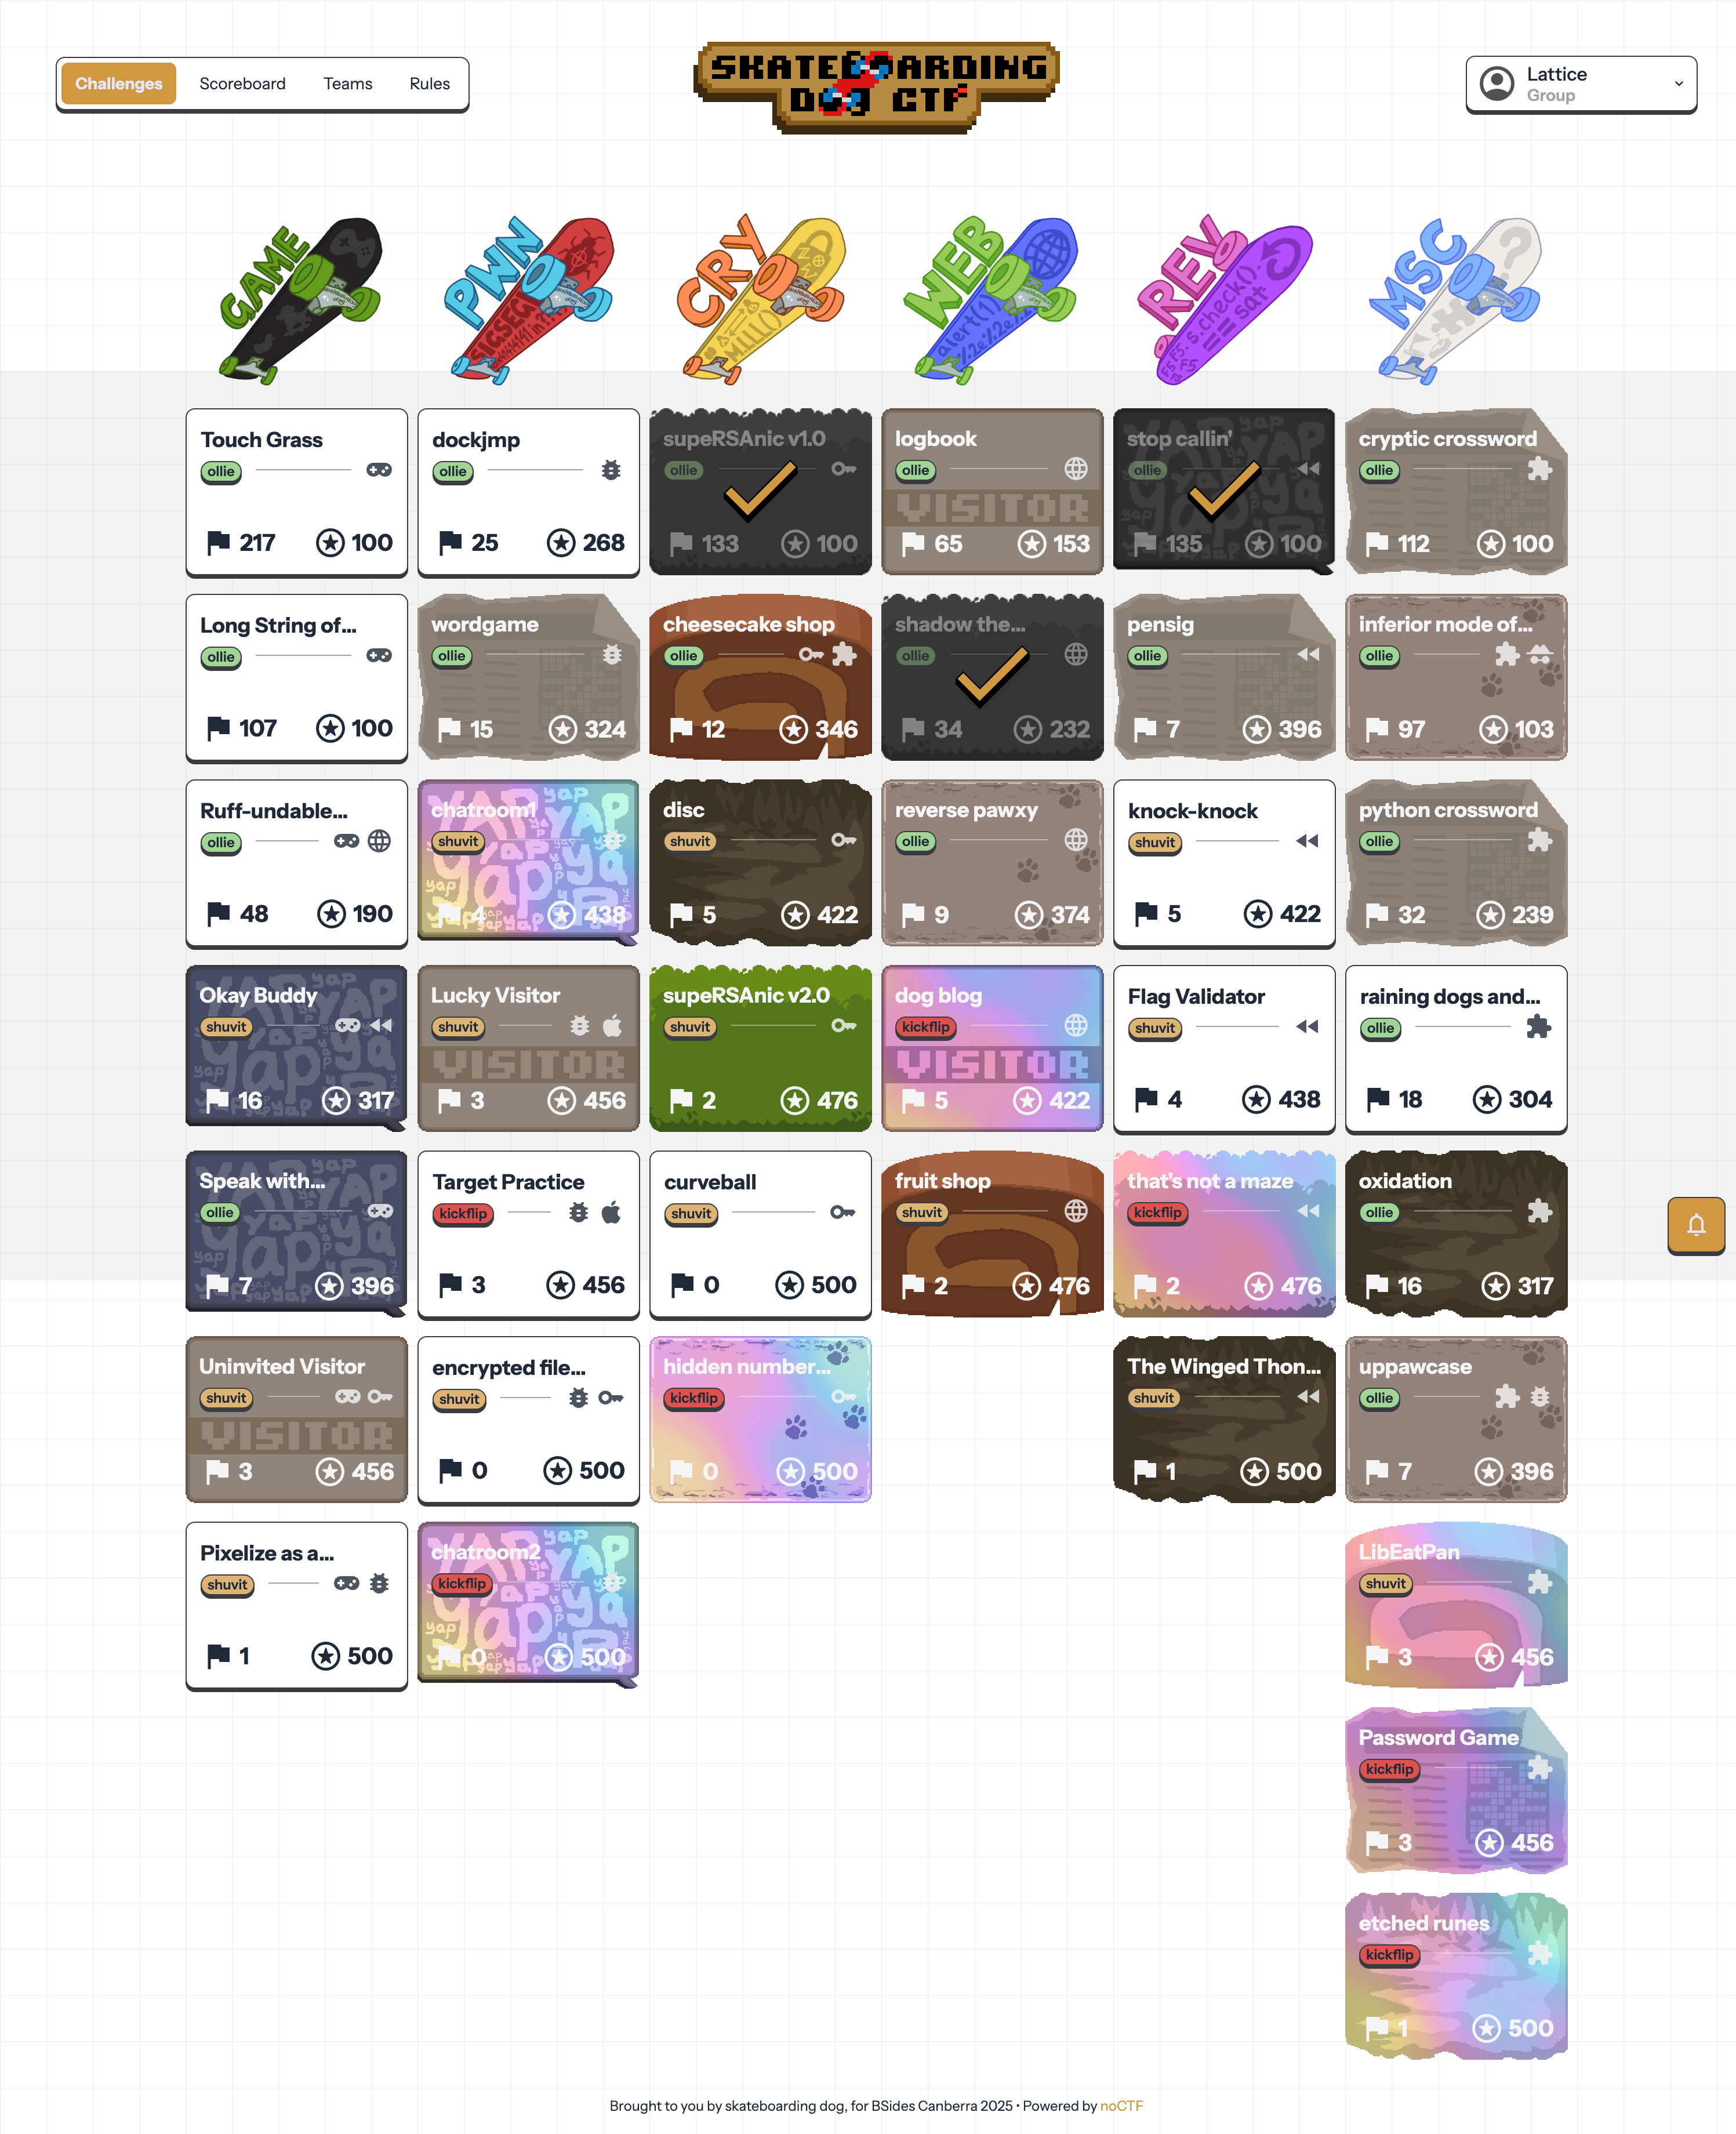 Challenges Scoreboard Teams Rules
SKATEBOARDING
DOG CTF
Lattice
Group
GAME PWN CRY WEB REV MSC
Touch Grass
ollie
217 100
dockjmp
ollie
25 268
supeRSAnic v1.0
ollie
133 100
logbook
ollie
VISITOR
65 153
stop callin'
ollie
135 100
cryptic crossword
ollie
112 100
Long String of...
ollie
107 100
wordgame
ollie
15 324
cheesecake shop
ollie
12 346
shadow the...
ollie
34 232
pensig
ollie
7 396
inferior mode of...
ollie
97 103
Ruff-undable...
ollie
48 190
chatroom1
shuvit
4 438
disc
shuvit
5 422
reverse pawxy
ollie
9 374
knock-knock
shuvit
5 422
python crossword
ollie
32 239
Okay Buddy
shuvit
16 317
Lucky Visitor
shuvit
VISITOR
3 456
supeRSAnic v2.0
shuvit
2 476
dog blog
kickflip
VISITOR
5 422
Flag Validator
shuvit
4 438
raining dogs and...
ollie
18 304
Speak with...
ollie
7 396
Target Practice
kickflip
3 456
curveball
shuvit
0 500
fruit shop
shuvit
2 476
that's not a maze
kickflip
2 476
oxidation
ollie
16 317
Uninvited Visitor
shuvit
VISITOR
3 456
encrypted file...
shuvit
0 500
hidden number...
kickflip
0 500
The Winged Thon...
shuvit
1 500
uppawcase
ollie
7 396
Pixelize as a...
shuvit
1 500
chatroom2
kickflip
0 500
LibEatPan
shuvit
3 456
Password Game
kickflip
3 456
etched runes
kickflip
1 500
Brought to you by skateboarding dog, for BSides Canberra 2025 • Powered by noCTF